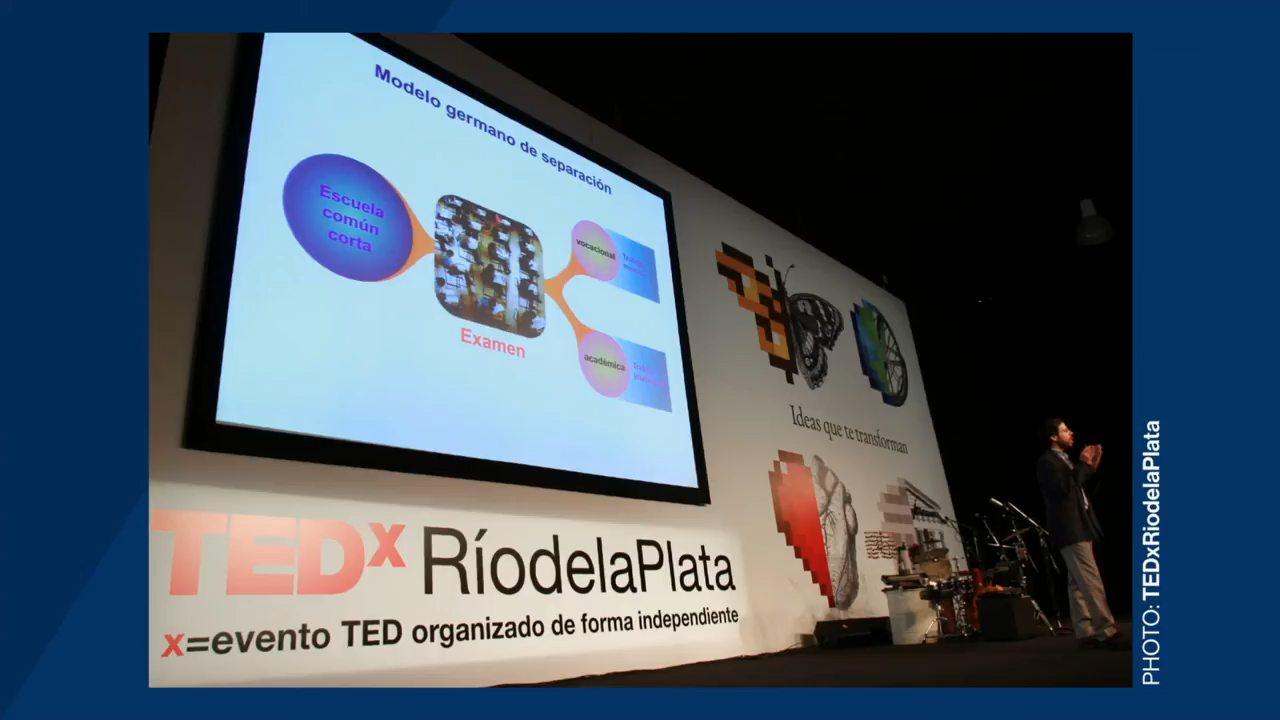 Modelo germano de separación
Escuela
común
corta
Examen
vocacional
académica
Ideas que te transforman
TEDx RíodelaPlata
x=evento TED organizado de forma independiente
PHOTO: TEDxRiodelaPlata